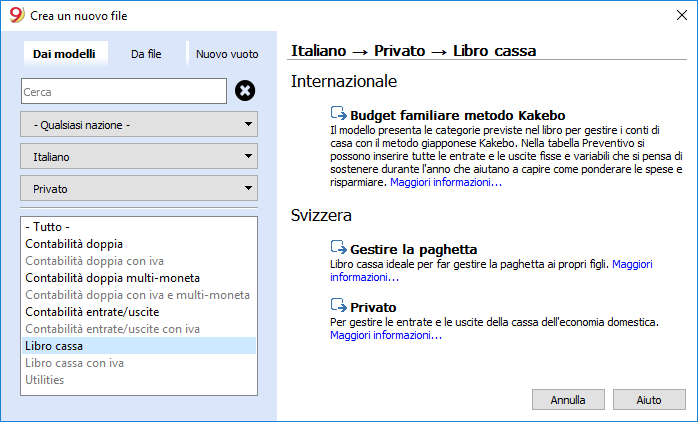 9 Crea un nuovo file
Dai modelli Da file Nuovo vuoto
Cerca
- Qualsiasi nazione -
Italiano
Privato
- Tutto -
Contabilità doppia
Contabilità doppia con iva
Contabilità doppia multi-moneta
Contabilità doppia con iva e multi-moneta
Contabilità entrate/uscite
Contabilità entrate/uscite con iva
Libro cassa
Libro cassa con iva
Utilities
Italiano → Privato → Libro cassa
Internazionale
Budget familiare metodo Kakebo
Il modello presenta le categorie previste nel libro per gestire i conti di
casa con il metodo giapponese Kakebo. Nella tabella Preventivo si
possono inserire tutte le entrate e le uscite fisse e variabili che si pensa di
sostenere durante l'anno che aiutano a capire come ponderare le spese e
risparmiare. Maggiori informazioni...
Svizzera
Gestire la paghetta
Libro cassa ideale per far gestire la paghetta ai propri figli. Maggiori
informazioni...
Privato
Per gestire le entrate e le uscite della cassa dell'economia domestica.
Maggiori informazioni...
Annulla Aiuto